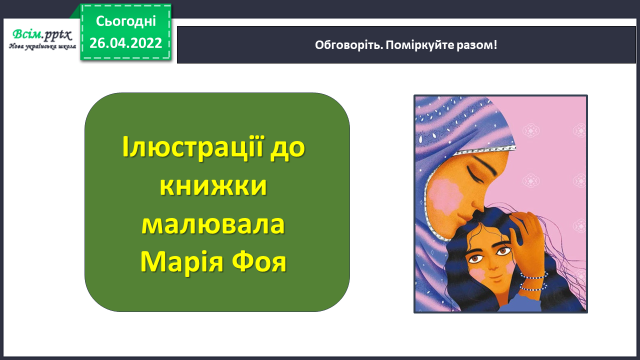 Всім.pptx
Нова українська школа
Сьогодні
26.04.2022
Обговоріть. Поміркуйте разом!
Ілюстрації до
книжки
малювала
Марія Фоя